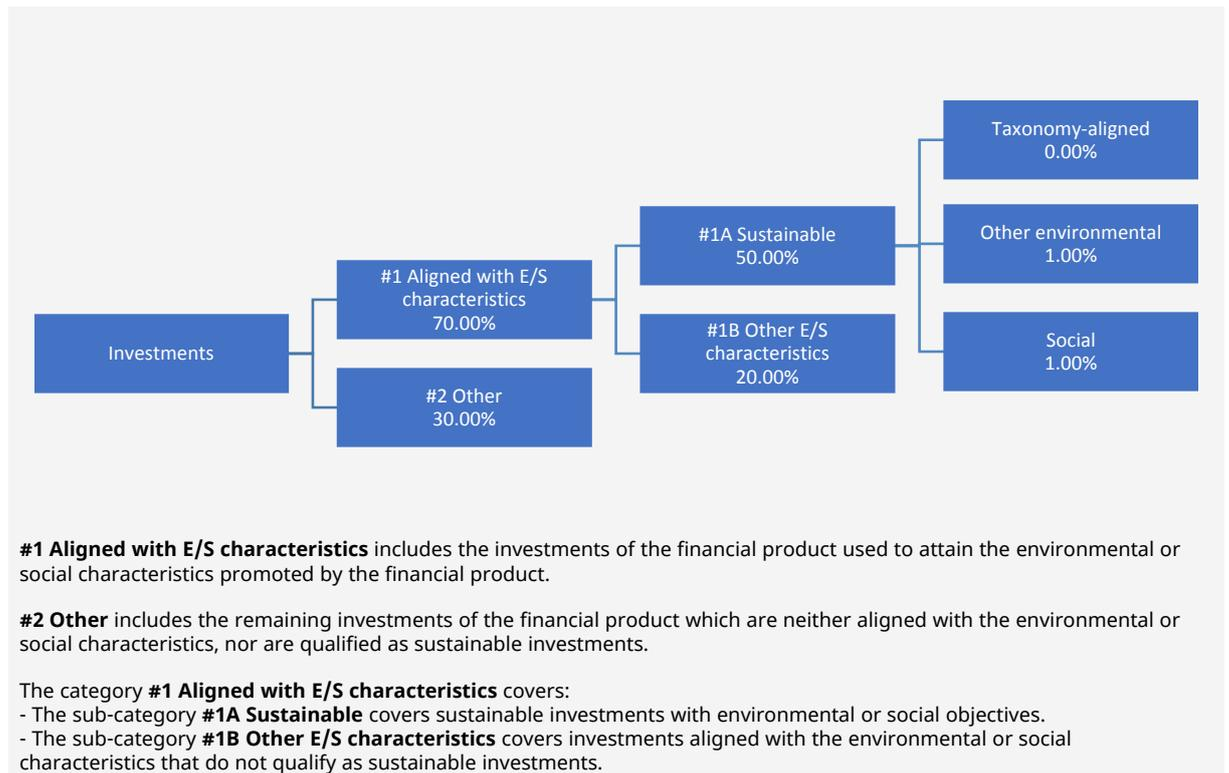 Taxonomy-aligned
0.00%
#1A Sustainable
50.00%
Other environmental
1.00%
#1 Aligned with E/S
characteristics
70.00%
Investments
#1B Other E/S
characteristics
20.00%
Social
1.00%
#2 Other
30.00%
#1 Aligned with E/S characteristics includes the investments of the financial product used to attain the environmental or
social characteristics promoted by the financial product.
#2 Other includes the remaining investments of the financial product which are neither aligned with the environmental or
social characteristics, nor are qualified as sustainable investments.
The category #1 Aligned with E/S characteristics covers:
- The sub-category #1A Sustainable covers sustainable investments with environmental or social objectives.
- The sub-category #1B Other E/S characteristics covers investments aligned with the environmental or social
characteristics that do not qualify as sustainable investments.